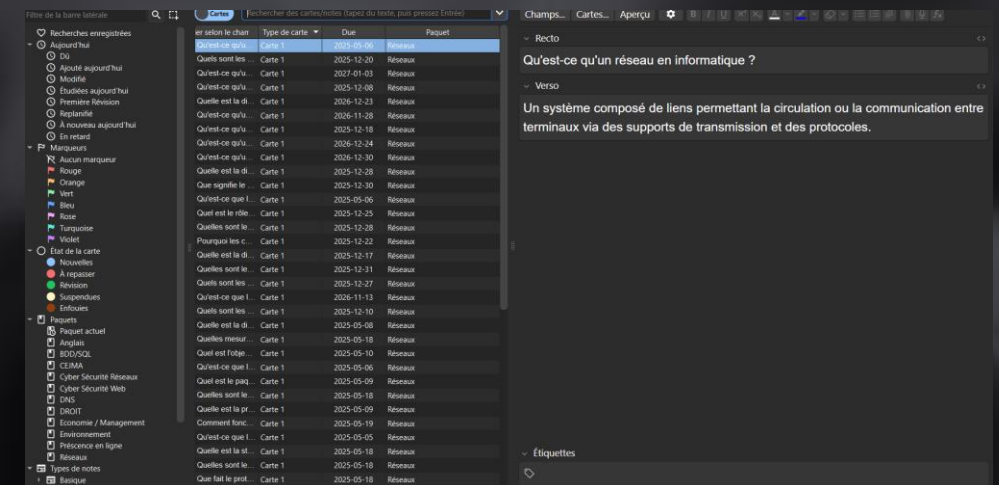 Filtre de la barre latérale
Recherches enregistrées
Aujourd'hui
Dû
Ajouté aujourd'hui
Modifié
Étudiées aujourd'hui
Première Révision
Replanifié
À nouveau aujourd'hui
En retard
Marqueurs
Aucun marqueur
Rouge
Orange
Vert
Bleu
Rose
Turquoise
Violet
État de la carte
Nouvelles
À repasser
Révision
Suspendues
Enfouies
Paquets
Paquet actuel
Anglais
BDD/SQL
CEJMA
Cyber Sécurité Réseaux
Cyber Sécurité Web
DNS
DROIT
Economie / Management
Environnement
Préscence en ligne
Réseaux
Types de notes
Basique
Cartes Rechercher des cartes/notes (tapez du texte, puis pressez Entrée)
er selon le cham Type de carte Due Paquet
Qu'est-ce qu'u... Carte 1 2025-05-06 Réseaux
Quels sont les ... Carte 1 2025-12-20 Réseaux
Qu'est-ce qu'u... Carte 1 2027-01-03 Réseaux
Qu'est-ce qu'u... Carte 1 2025-12-08 Réseaux
Quelle est la di... Carte 1 2026-12-23 Réseaux
Qu'est-ce qu'u... Carte 1 2026-11-28 Réseaux
Qu'est-ce qu'u... Carte 1 2025-12-18 Réseaux
Qu'est-ce qu'u... Carte 1 2026-12-24 Réseaux
Qu'est-ce qu'u... Carte 1 2026-12-30 Réseaux
Quelle est la di... Carte 1 2025-12-28 Réseaux
Que signifie le ... Carte 1 2025-12-30 Réseaux
Qu'est-ce que l... Carte 1 2025-05-06 Réseaux
Quel est le rôle... Carte 1 2025-12-25 Réseaux
Quelles sont le... Carte 1 2025-12-28 Réseaux
Pourquoi les c... Carte 1 2025-12-22 Réseaux
Quelle est la di... Carte 1 2025-12-17 Réseaux
Quelles sont le... Carte 1 2025-12-31 Réseaux
Quels sont les ... Carte 1 2025-12-27 Réseaux
Qu'est-ce que l... Carte 1 2026-11-13 Réseaux
Quels sont les ... Carte 1 2025-12-10 Réseaux
Quelle est la di... Carte 1 2025-05-08 Réseaux
Quelles mesur... Carte 1 2025-05-18 Réseaux
Quel est l'obje... Carte 1 2025-05-10 Réseaux
Qu'est-ce que l... Carte 1 2025-05-06 Réseaux
Quel est le paq... Carte 1 2025-05-09 Réseaux
Quelles sont le... Carte 1 2025-05-18 Réseaux
Quelle est la pr... Carte 1 2025-05-09 Réseaux
Comment fonc... Carte 1 2025-05-19 Réseaux
Qu'est-ce que l... Carte 1 2025-05-05 Réseaux
Quelle est la st... Carte 1 2025-05-18 Réseaux
Quelles sont le... Carte 1 2025-05-18 Réseaux
Que fait le prot... Carte 1 2025-05-18 Réseaux
Champs... Cartes... Aperçu
Recto
Qu'est-ce qu'un réseau en informatique ?
Verso
Un système composé de liens permettant la circulation ou la communication entre
terminaux via des supports de transmission et des protocoles.
Étiquettes